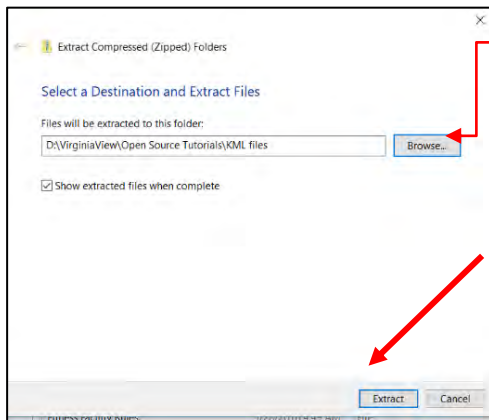 Extract Compressed (Zipped) Folders
Select a Destination and Extract Files
Files will be extracted to this folder:
D:\VirginiaView\Open Source Tutorials\KML files
Browse...
Show extracted files when complete
Extract
Cancel